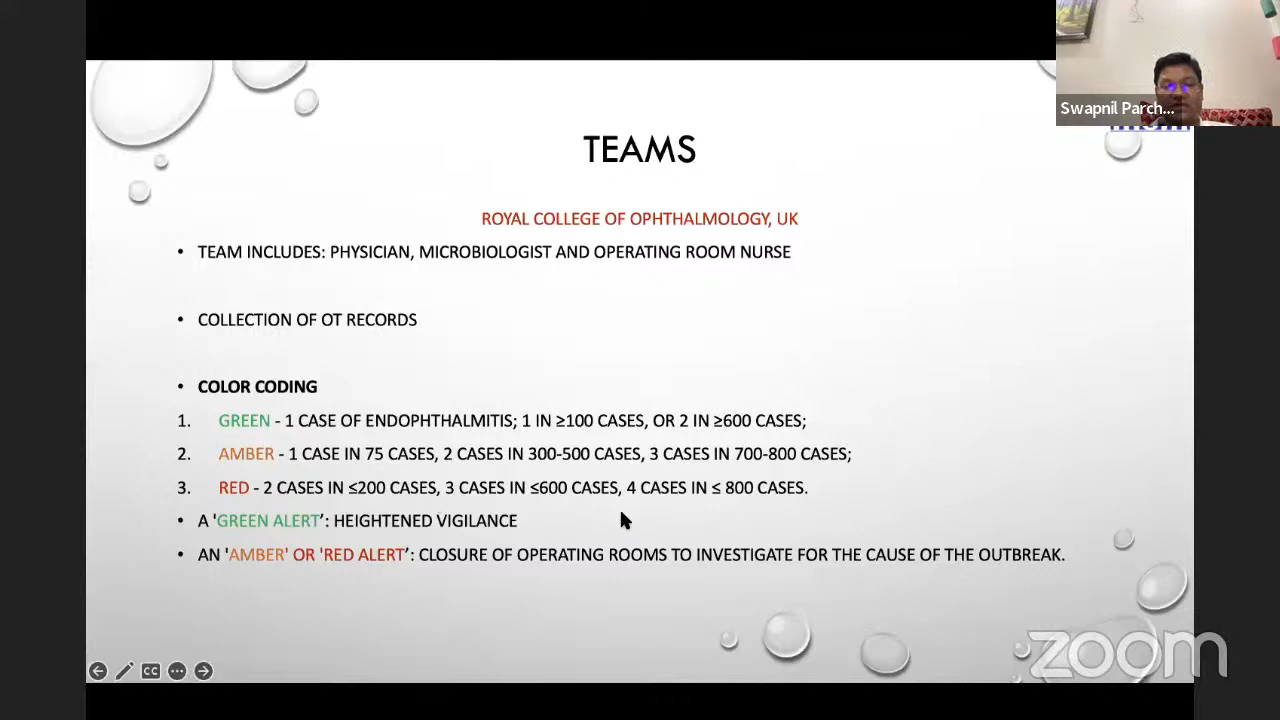 Swapnil Parch...
TEAMS
ROYAL COLLEGE OF OPHTHALMOLOGY, UK
• TEAM INCLUDES: PHYSICIAN, MICROBIOLOGIST AND OPERATING ROOM NURSE
• COLLECTION OF OT RECORDS
• COLOR CODING
1. GREEN - 1 CASE OF ENDOPHTHALMITIS; 1 IN ≥100 CASES, OR 2 IN ≥600 CASES;
2. AMBER - 1 CASE IN 75 CASES, 2 CASES IN 300-500 CASES, 3 CASES IN 700-800 CASES;
3. RED - 2 CASES IN ≤200 CASES, 3 CASES IN ≤600 CASES, 4 CASES IN ≤ 800 CASES.
• A 'GREEN ALERT': HEIGHTENED VIGILANCE
• AN 'AMBER' OR 'RED ALERT': CLOSURE OF OPERATING ROOMS TO INVESTIGATE FOR THE CAUSE OF THE OUTBREAK.
CC
zoom